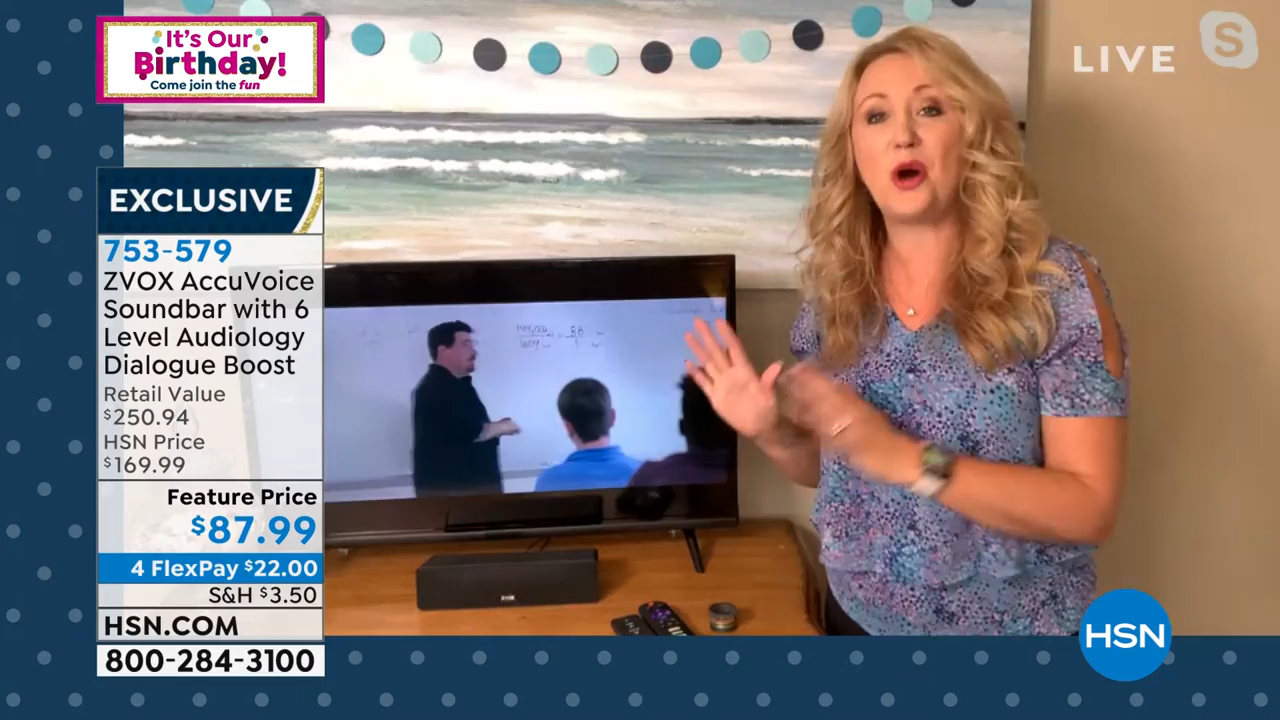 It's Our
Birthday!
Come join the fun
LIVE
S
EXCLUSIVE
753-579
ZVOX AccuVoice
Soundbar with 6
Level Audiology
Dialogue Boost
Retail Value
$250.94
HSN Price
$169.99
Feature Price
$87.99
4 FlexPay $22.00
S&H $3.50
HSN.COM
800-284-3100
88
ZVOX
HSN